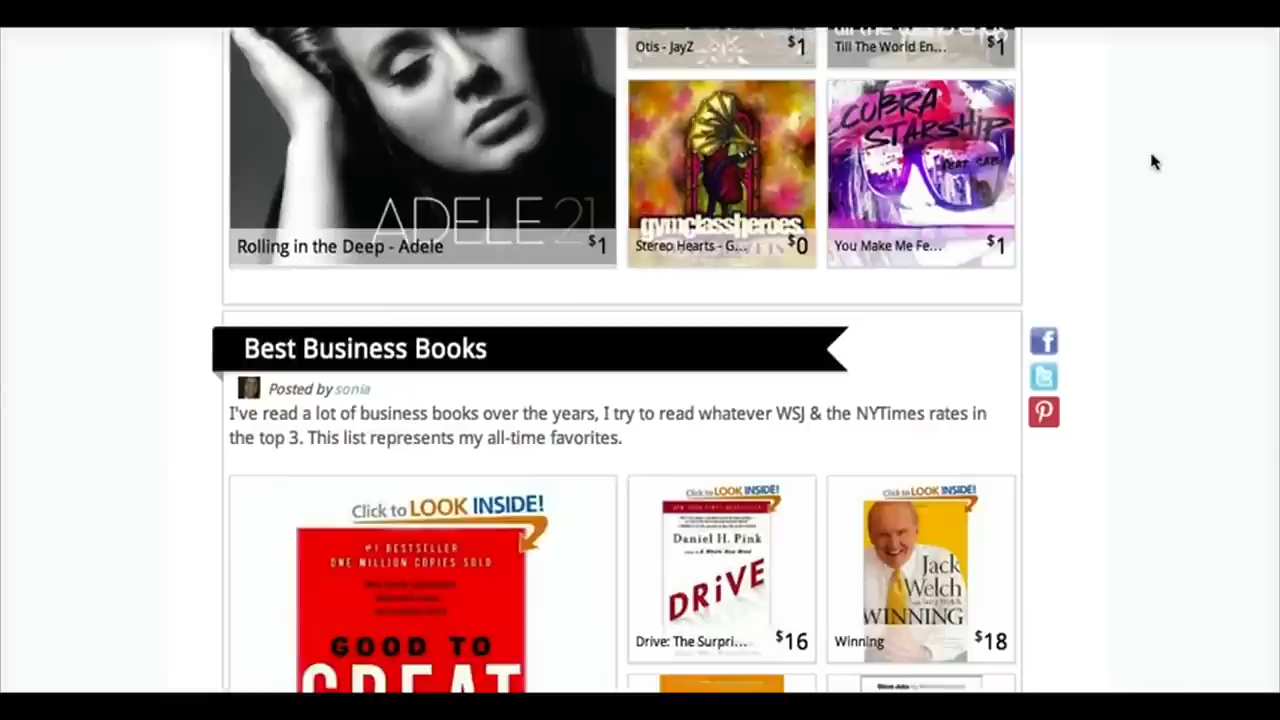 Otis - JayZ
$1
Till The World En...
$1
ADELE 21
Rolling in the Deep - Adele
$1
gymclassheroes
Stereo Hearts - G...
$0
COBRA
STARSHIP
You Make Me Fe...
$1
Best Business Books
Posted by sonia
I've read a lot of business books over the years, I try to read whatever WSJ & the NYTimes rates in
the top 3. This list represents my all-time favorites.
Click to LOOK INSIDE!
#1 BESTSELLER
ONE MILLION COPIES SOLD
GOOD TO
GREAT
Click to LOOK INSIDE!
Daniel H. Pink
DRiVE
Drive: The Surpri...
$16
Click to LOOK INSIDE!
Jack
Welch
WINNING
Winning
$18